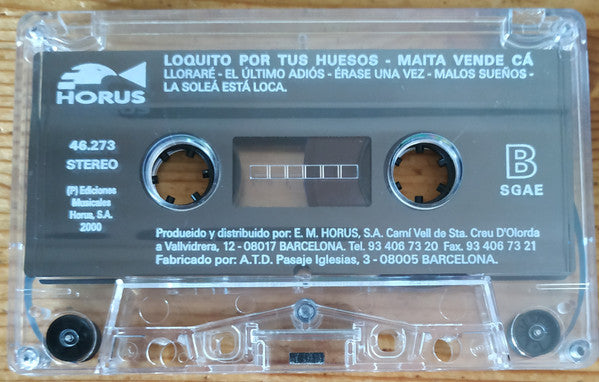 LOQUITO POR TUS HUESOS - MAITA VENDE CÁ
LLORARÉ - EL ÚLTIMO ADIÓS - ÉRASE UNA VEZ - MALOS SUEÑOS -
LA SOLEÁ ESTÁ LOCA.
HORUS
46.273
STEREO
(P) Ediciones
Musicales
Horus, S.A.
2000
B
SGAE
Producido y distribuido por: E. M. HORUS, S.A. Camí Vell de Sta. Creu D'Olorda
a Vallvidrera, 12 - 08017 BARCELONA. Tel. 93 406 73 20 Fax. 93 406 73 21
Fabricado por: A.T.D. Pasaje Iglesias, 3 - 08005 BARCELONA.